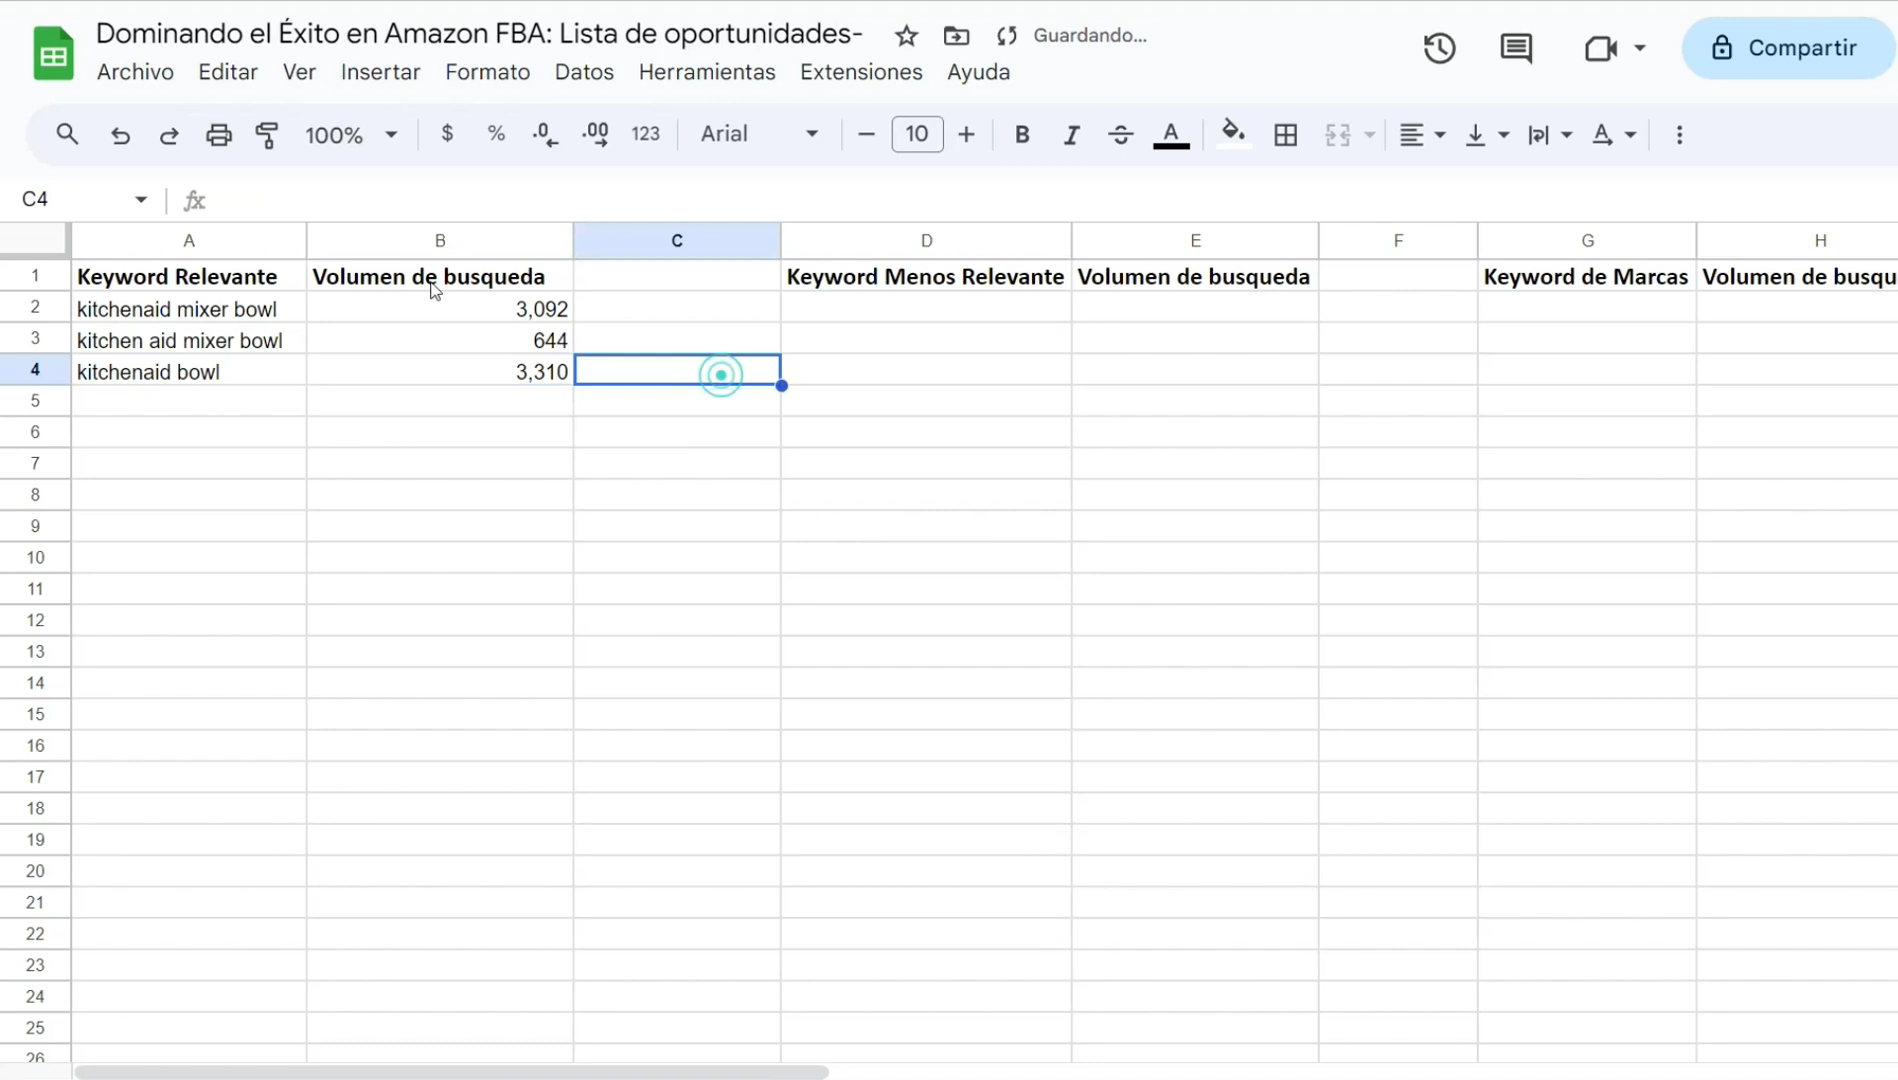 Dominando el Éxito en Amazon FBA: Lista de oportunidades- Guardando...
Archivo Editar Ver Insertar Formato Datos Herramientas Extensiones Ayuda
Compartir
100% $ % .0 .00 123 Arial 10 B I A A
C4 fx
A B C D E F G H
1 Keyword Relevante Volumen de busqueda Keyword Menos Relevante Volumen de busqueda Keyword de Marcas Volumen de busqu
2 kitchenaid mixer bowl 3,092
3 kitchen aid mixer bowl 644
4 kitchenaid bowl 3,310
5
6
7
8
9
10
11
12
13
14
15
16
17
18
19
20
21
22
23
24
25
26